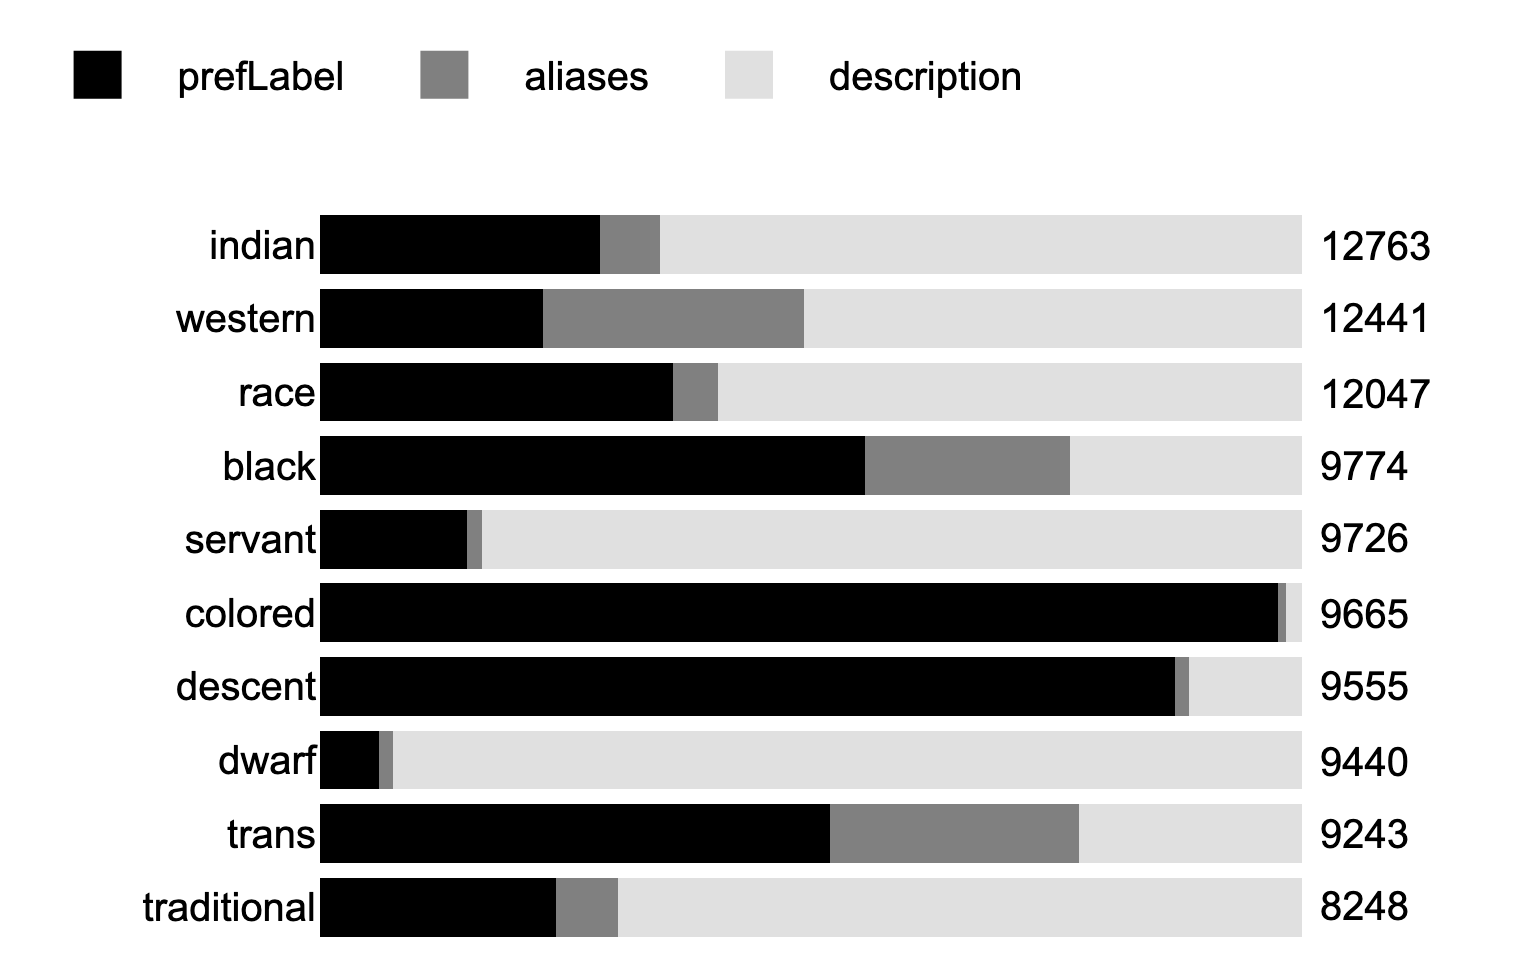 prefLabel aliases description
indian 12763
western 12441
race 12047
black 9774
servant 9726
colored 9665
descent 9555
dwarf 9440
trans 9243
traditional 8248